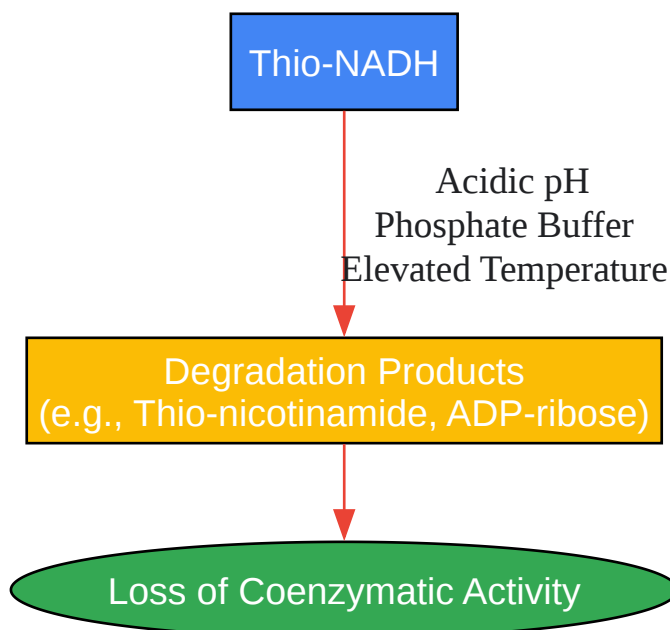 Thio-NADH
Acidic pH
Phosphate Buffer
Elevated Temperature
Degradation Products
(e.g., Thio-nicotinamide, ADP-ribose)
Loss of Coenzymatic Activity